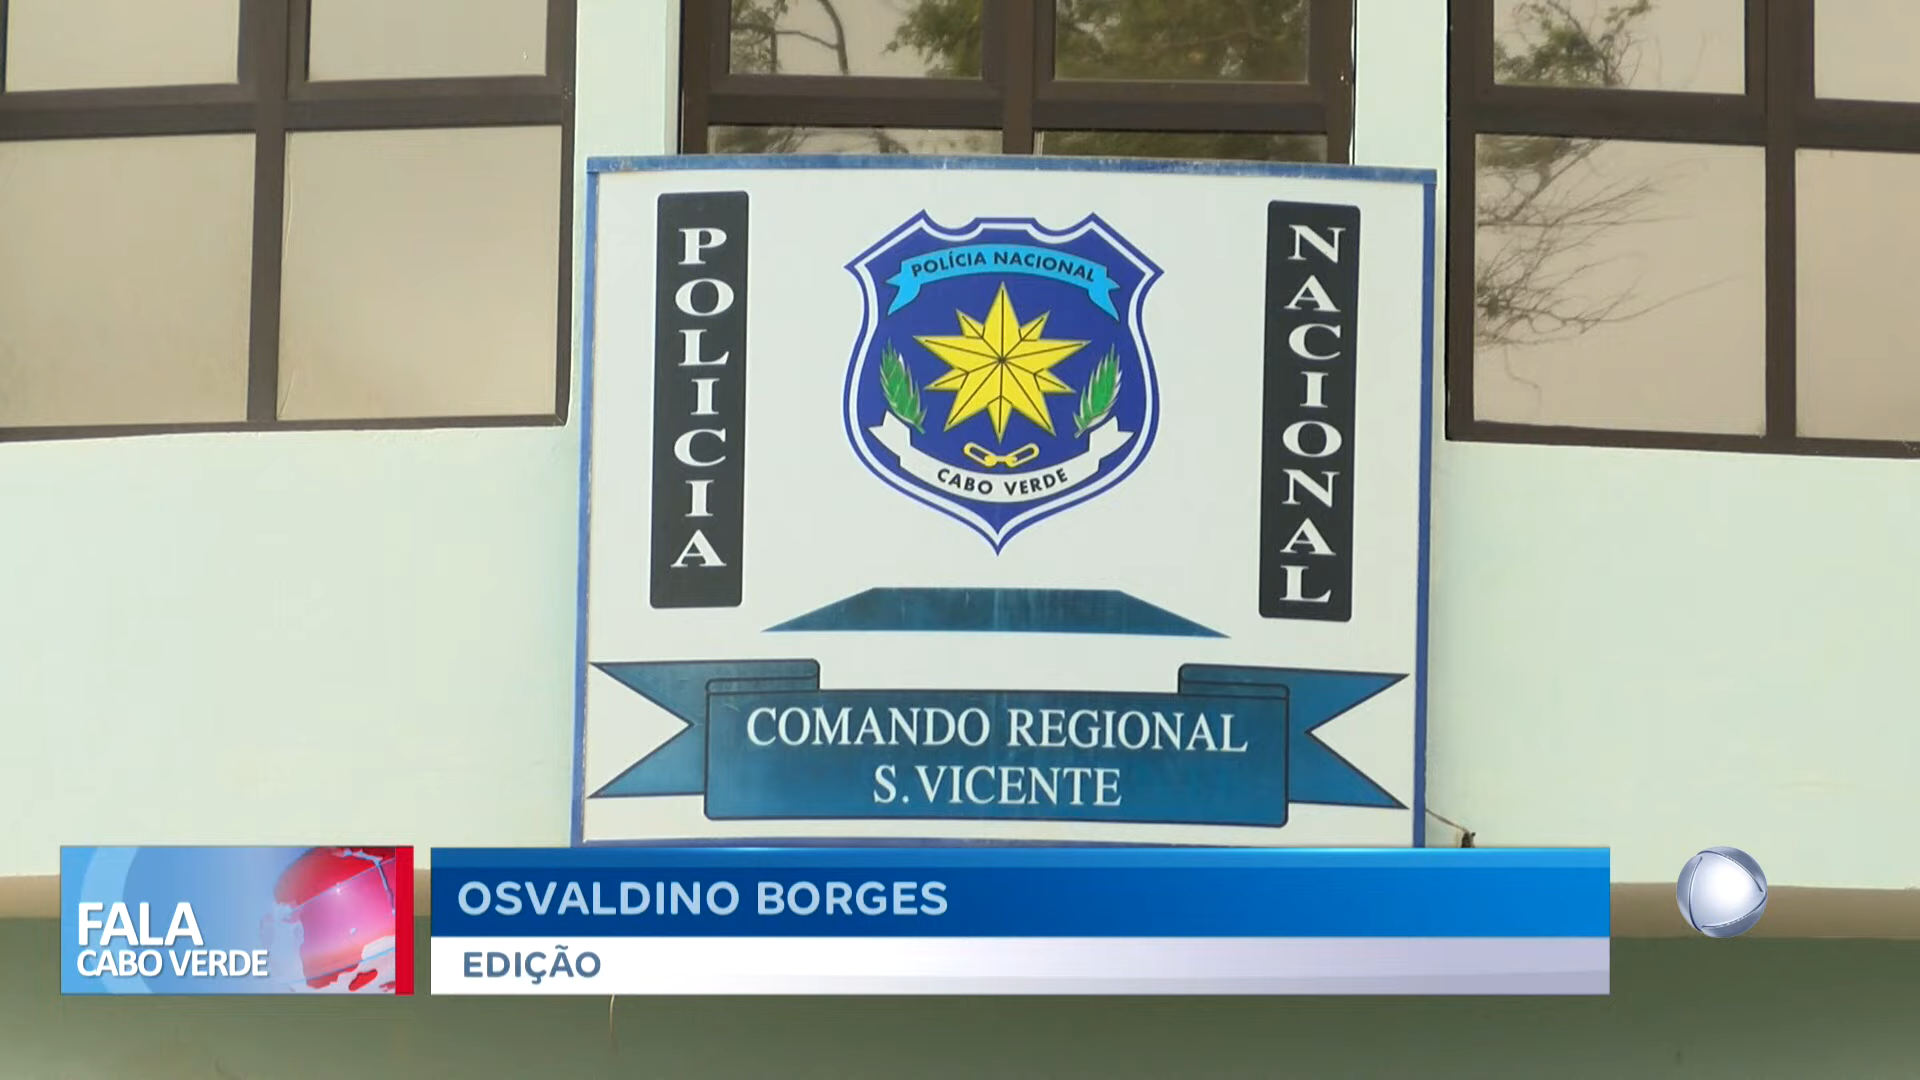 POLICIA
NACIONAL
POLÍCIA NACIONAL
CABO VERDE
COMANDO REGIONAL
S. VICENTE
FALA
CABO VERDE
OSVALDINO BORGES
EDIÇÃO